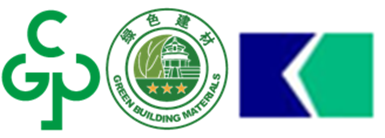 CGP
绿色建材
GREEN BUILDING MATERIALS